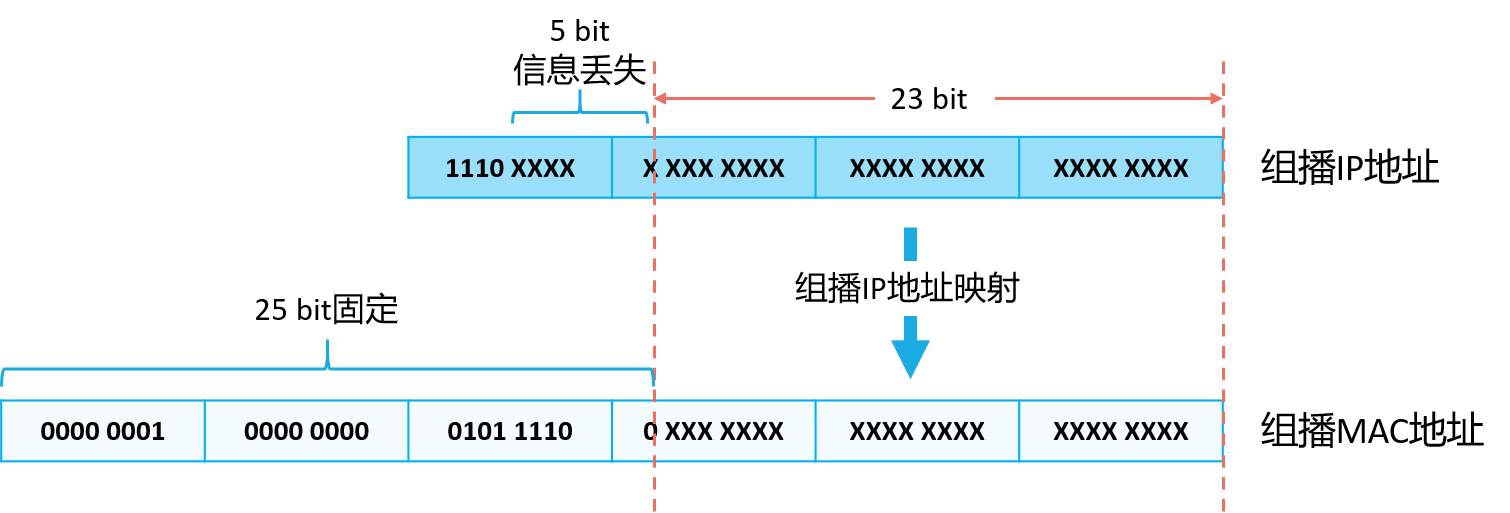 5 bit
信息丢失
23 bit
1110 XXXX
X XXX XXXX
XXXX XXXX
XXXX XXXX
组播IP地址
组播IP地址映射
25 bit固定
0000 0001
0000 0000
0101 1110
0 XXX XXXX
XXXX XXXX
XXXX XXXX
组播MAC地址